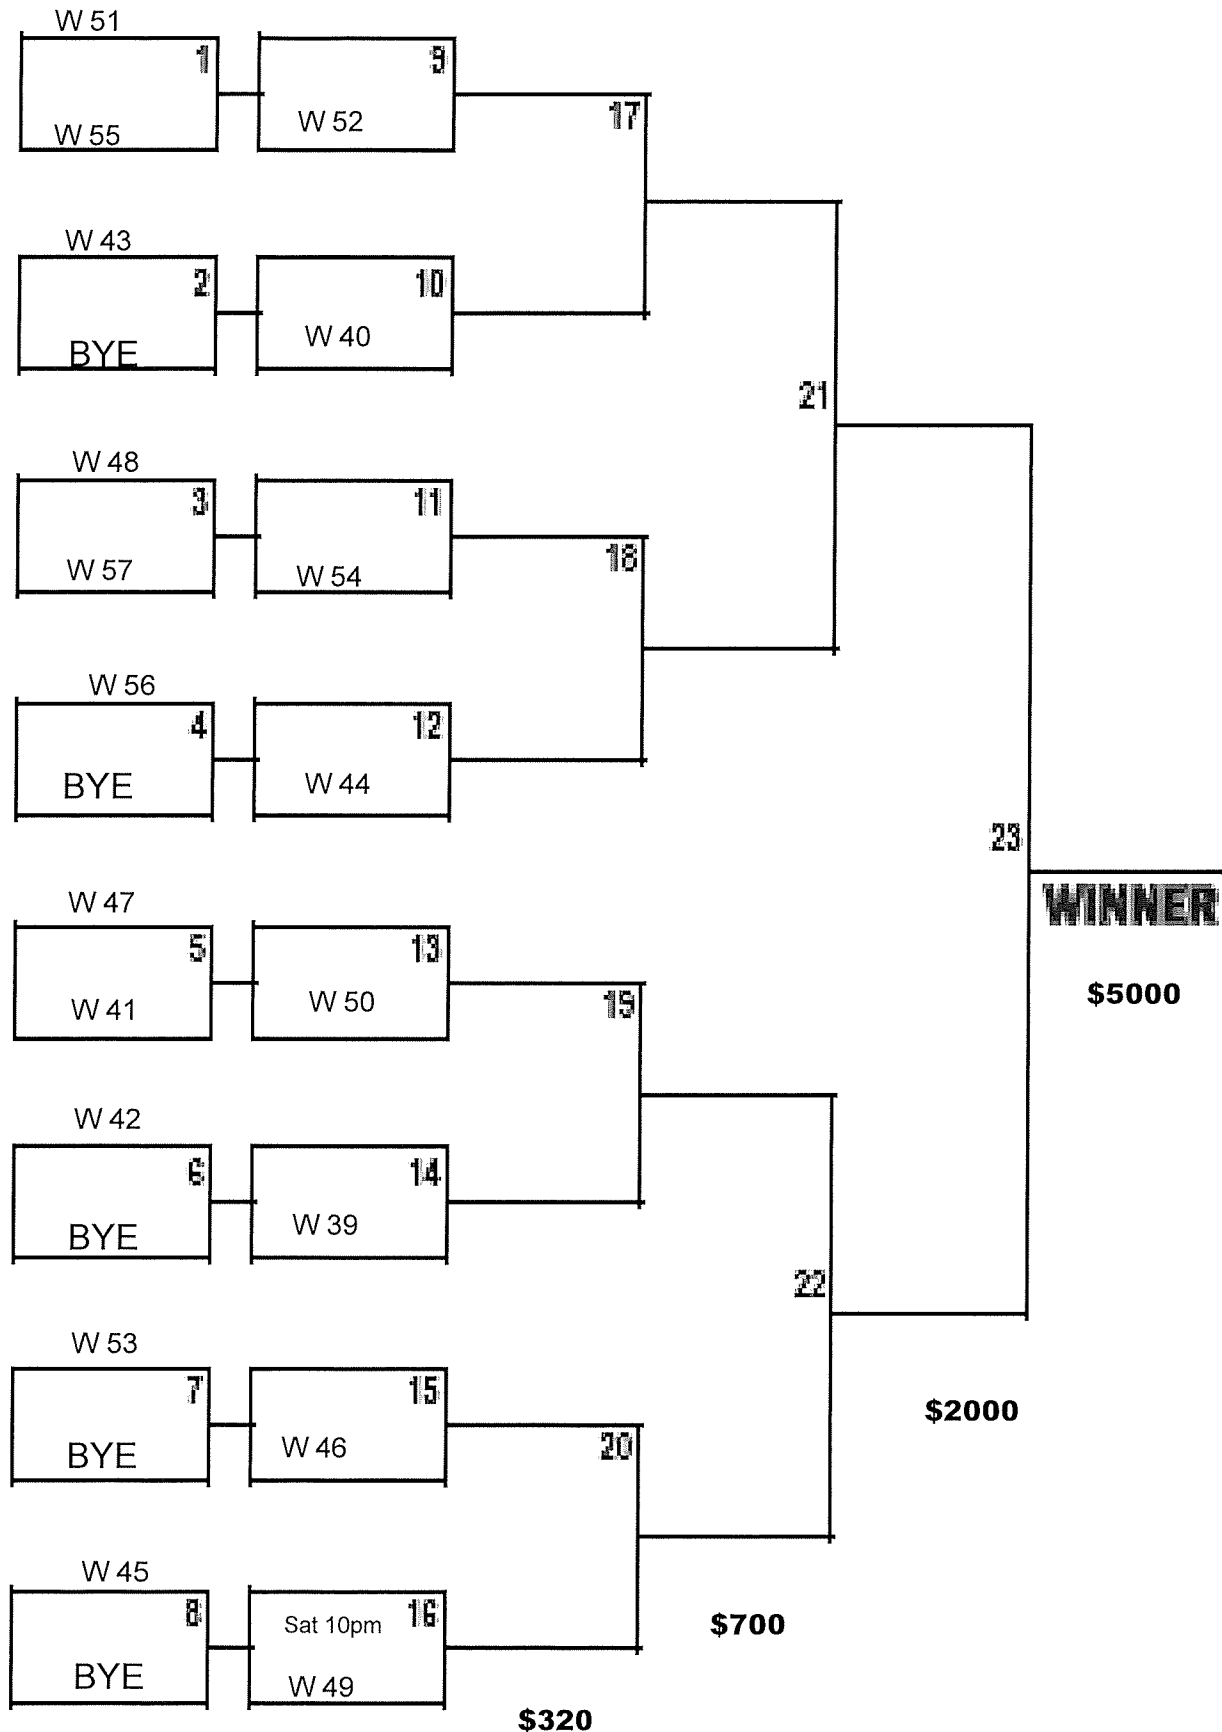 W 51
1
W 55
9
W 52
17
W 43
2
BYE
10
W 40
21
W 48
3
W 57
11
W 54
18
W 56
4
BYE
12
W 44
23
WINNER
$5000
W 47
5
W 41
13
W 50
19
W 42
6
BYE
14
W 39
22
W 53
7
BYE
15
W 46
20
$2000
W 45
8
BYE
Sat 10pm
16
W 49
$700
$320